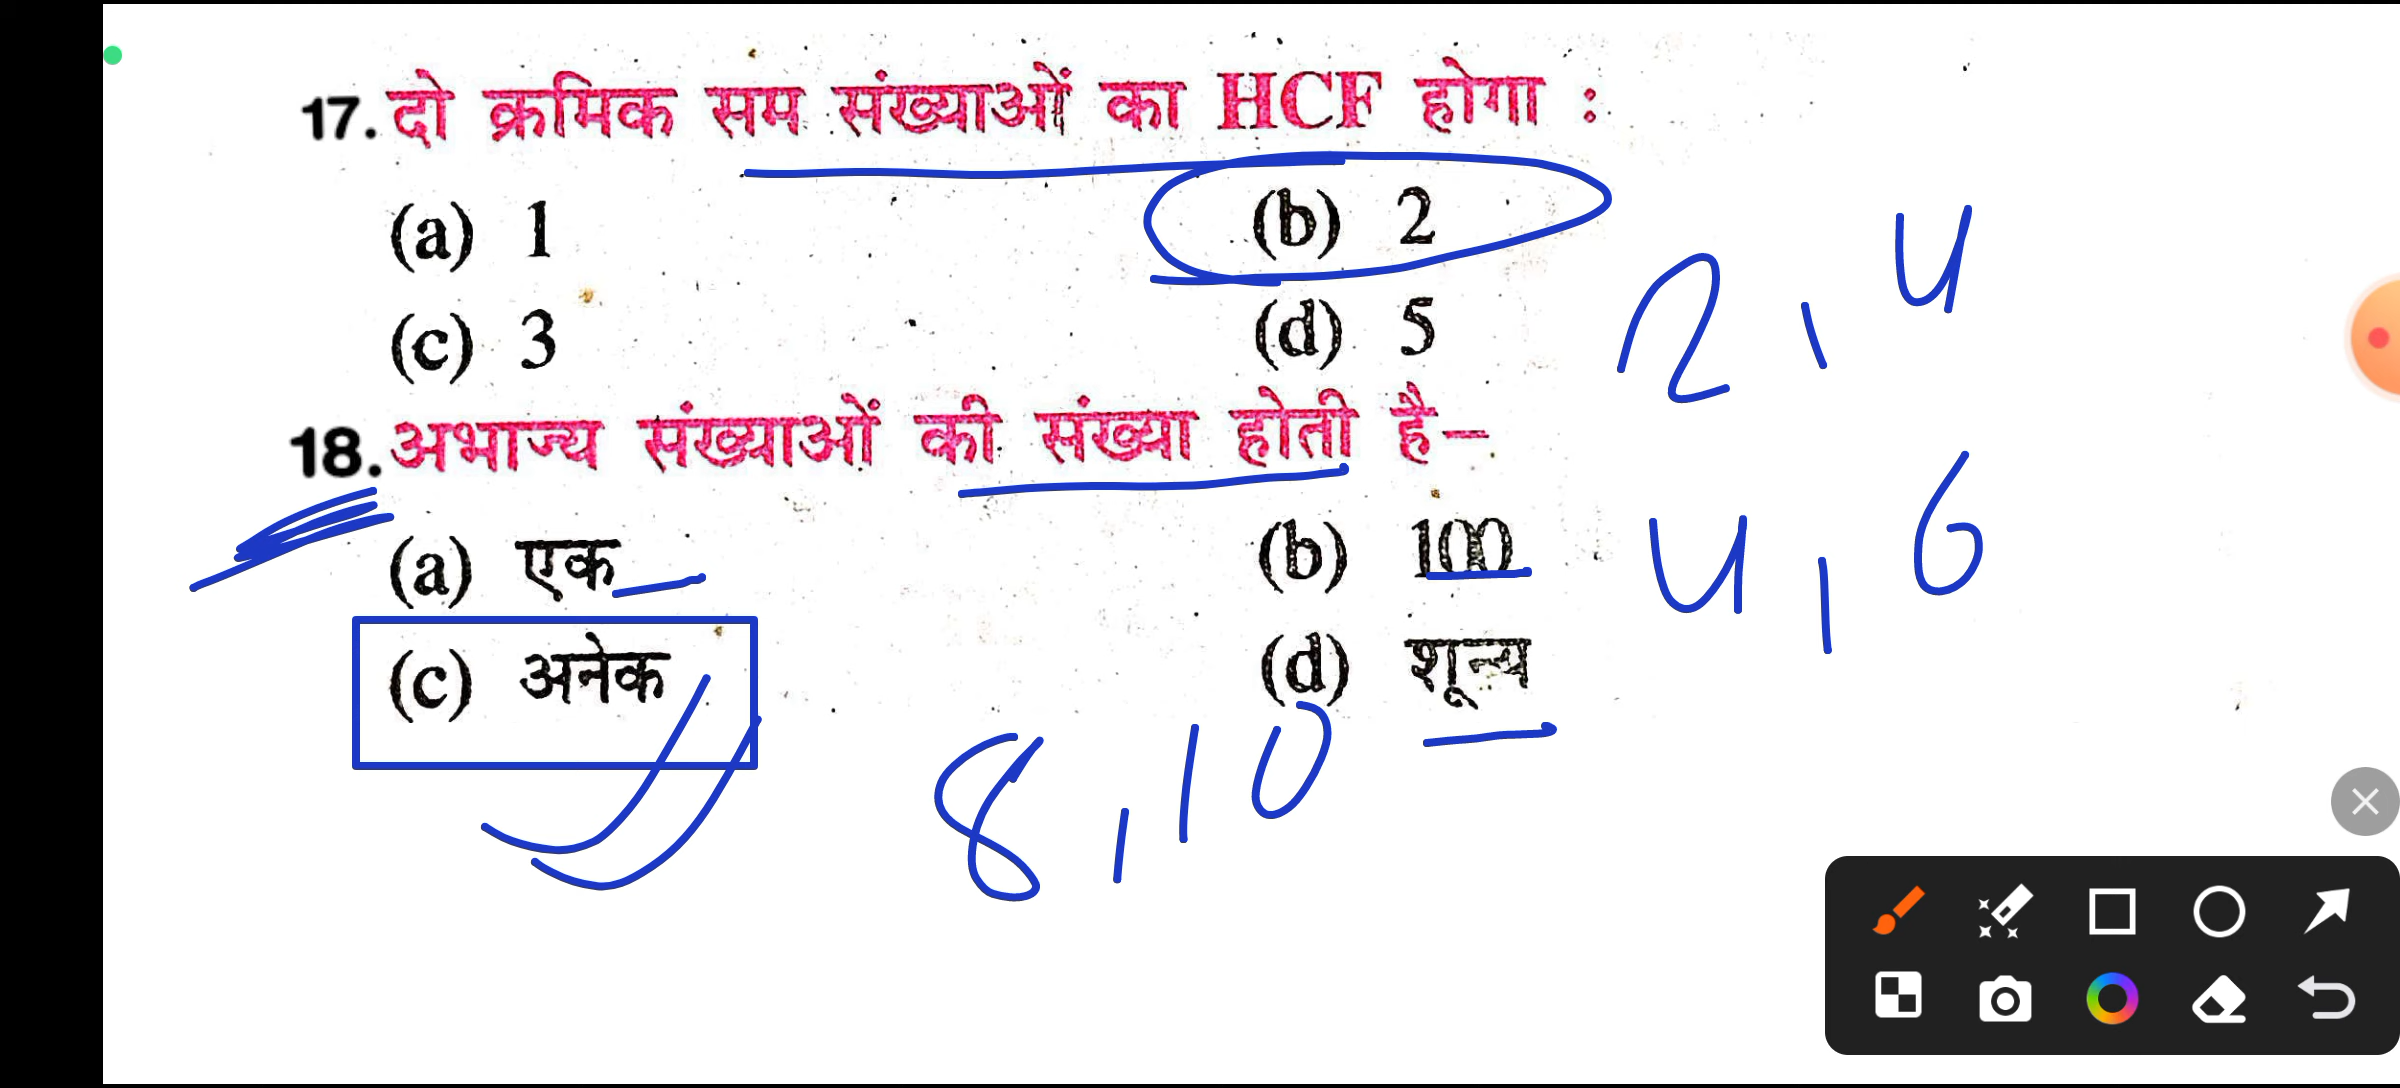 17. दो क्रमिक सम संख्याओं का HCF होगा :
(a) 1 (b) 2
(c) 3 (d) 5
2, 4
18. अभाज्य संख्याओं की संख्या होती है–
(a) एक (b) 100
4, 6
(c) अनेक (d) शून्य
8, 10